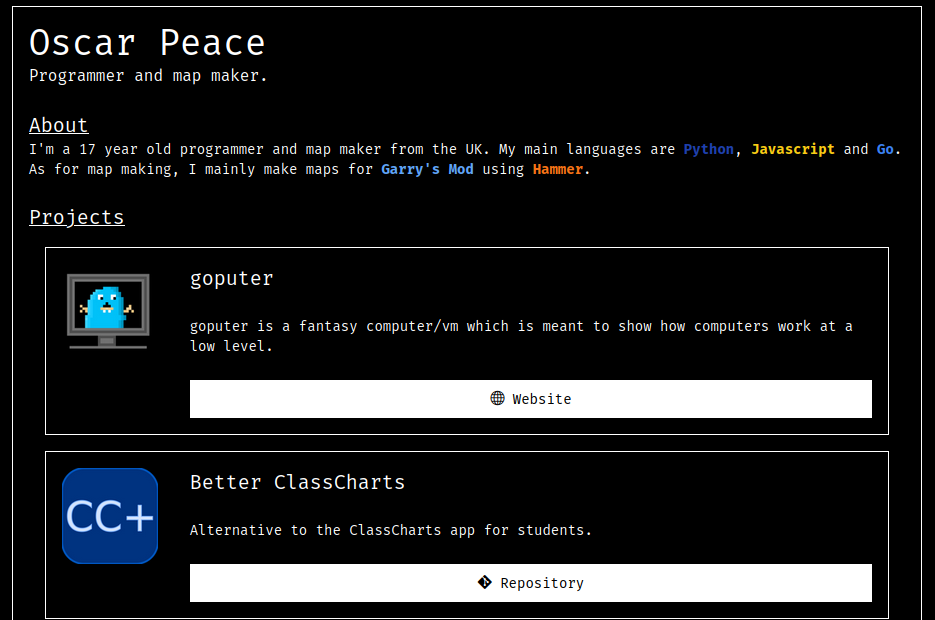 Oscar Peace
Programmer and map maker.
About
I'm a 17 year old programmer and map maker from the UK. My main languages are Python, Javascript and Go.
As for map making, I mainly make maps for Garry's Mod using Hammer.
Projects
goputer
goputer is a fantasy computer/vm which is meant to show how computers work at a
low level.
Website
CC+
Better ClassCharts
Alternative to the ClassCharts app for students.
Repository